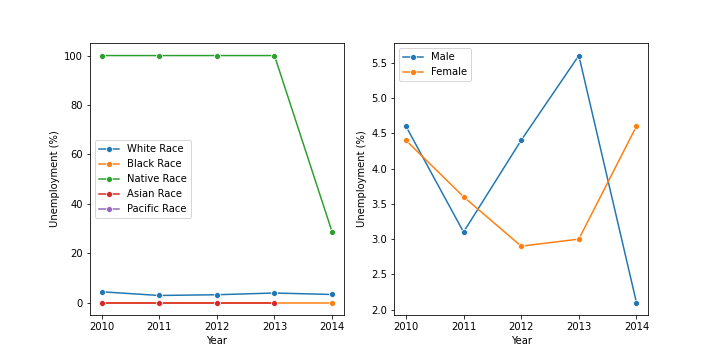 100
80
60
40
20
0
Unemployment (%)
White Race
Black Race
Native Race
Asian Race
Pacific Race
2010 2011 2012 2013 2014
Year
5.5
5.0
4.5
4.0
3.5
3.0
2.5
2.0
Unemployment (%)
Male
Female
2010 2011 2012 2013 2014
Year